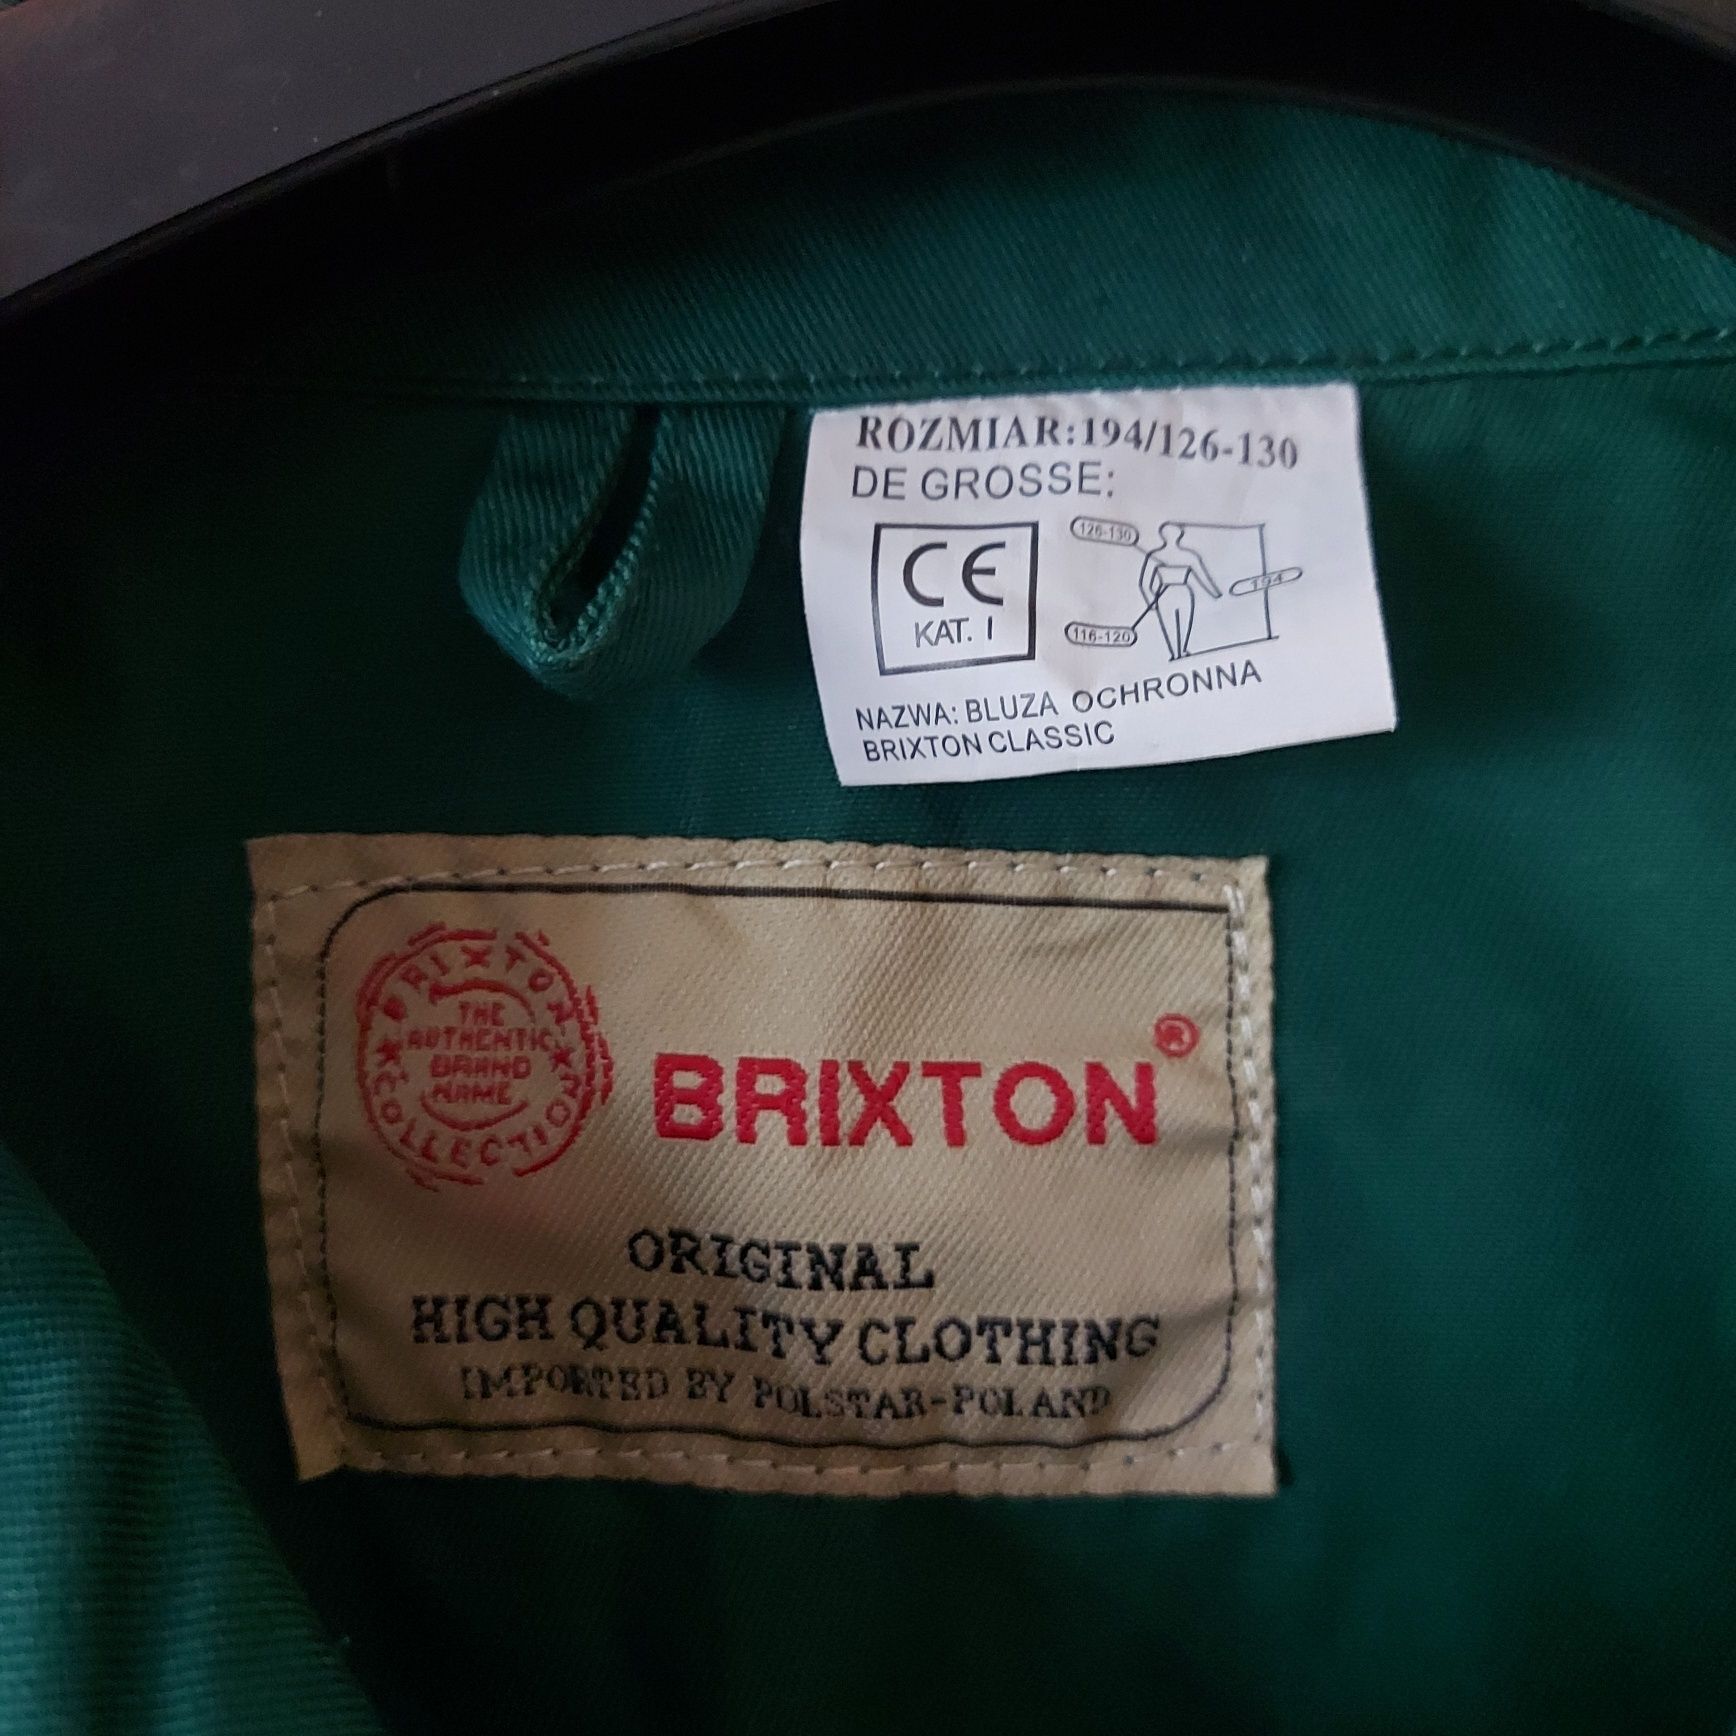 ROZMIAR:194/126-130
DE GROSSE:
CE
KAT. I
126-130
194
116-120
NAZWA: BLUZA OCHRONNA
BRIXTON CLASSIC
BRIXTON
THE
AUTHENTIC
BRAND
NAME
COLLECTION
BRIXTON®
ORIGINAL
HIGH QUALITY CLOTHING
IMPORTED BY POLSTAR-POLAND